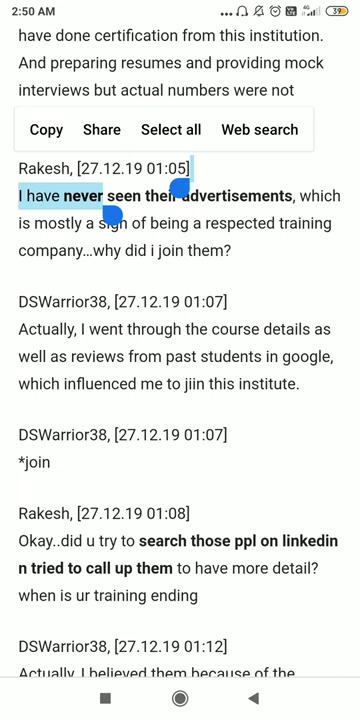 2:50 AM
39
have done certification from this institution.
And preparing resumes and providing mock
interviews but actual numbers were not
Copy Share Select all Web search
Rakesh, [27.12.19 01:05]
I have never seen their advertisements, which
is mostly a sign of being a respected training
company…why did i join them?
DSWarrior38, [27.12.19 01:07]
Actually, I went through the course details as
well as reviews from past students in google,
which influenced me to jiin this institute.
DSWarrior38, [27.12.19 01:07]
*join
Rakesh, [27.12.19 01:08]
Okay..did u try to search those ppl on linkedin
n tried to call up them to have more detail?
when is ur training ending
DSWarrior38, [27.12.19 01:12]
Actually, I believed them because of the